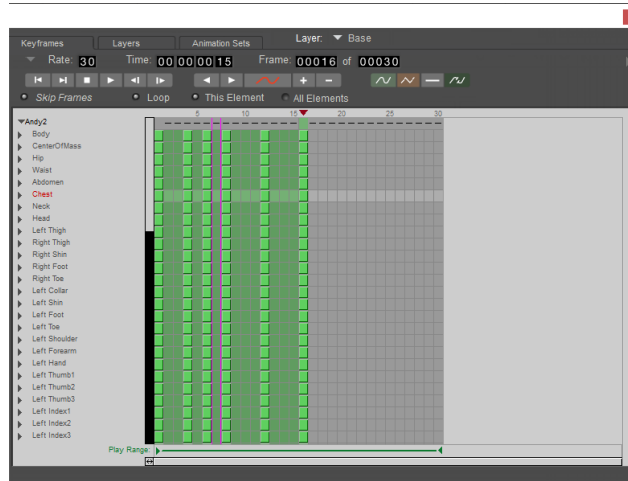 Layer: Base
Keyframes Layers Animation Sets
Rate: 30 Time: 00 00 00 15 Frame: 00016 of 00030
Skip Frames Loop This Element All Elements
5 10 15 20 25 30
Andy2
Body
CenterOfMass
Hip
Waist
Abdomen
Chest
Neck
Head
Left Thigh
Right Thigh
Right Shin
Right Foot
Right Toe
Left Collar
Left Shin
Left Foot
Left Toe
Left Shoulder
Left Forearm
Left Hand
Left Thumb1
Left Thumb2
Left Thumb3
Left Index1
Left Index2
Left Index3
Play Range: